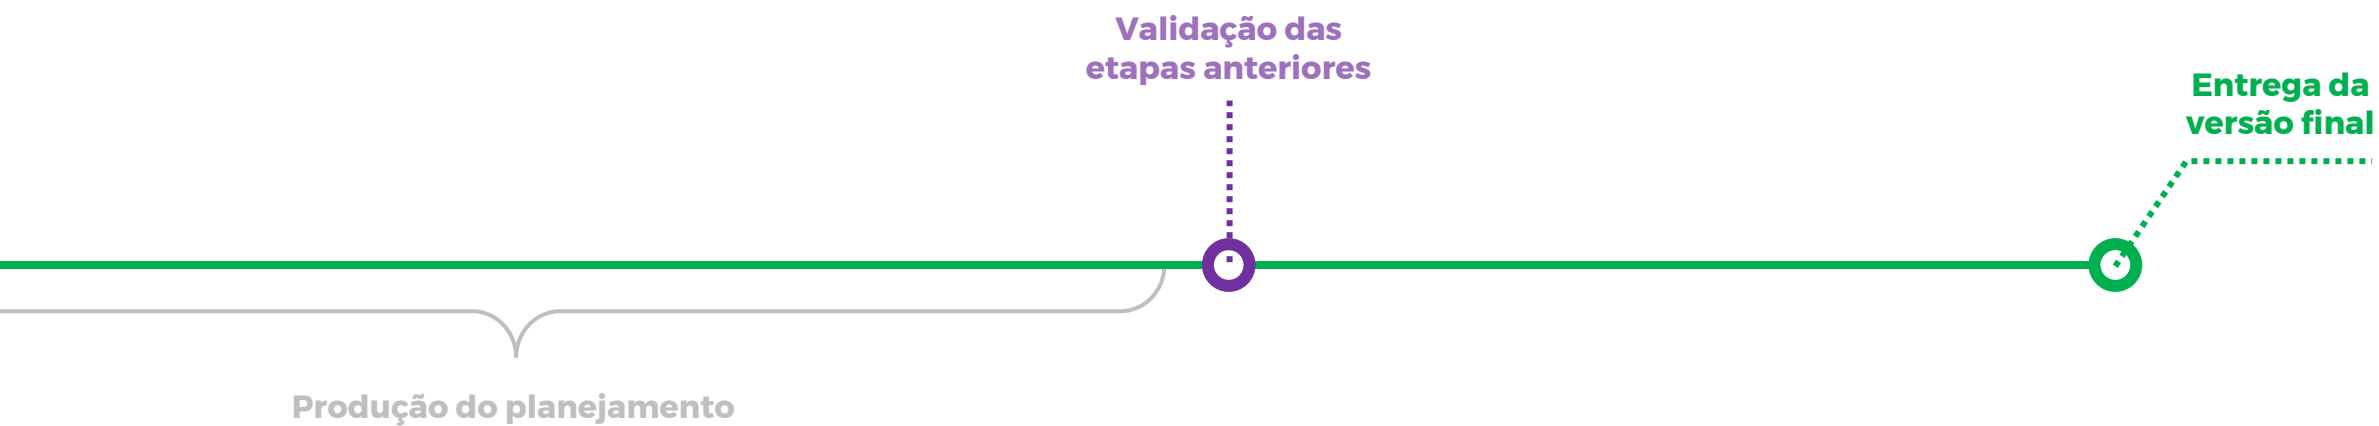 Validação das
etapas anteriores
Entrega da
versão final
Produção do planejamento